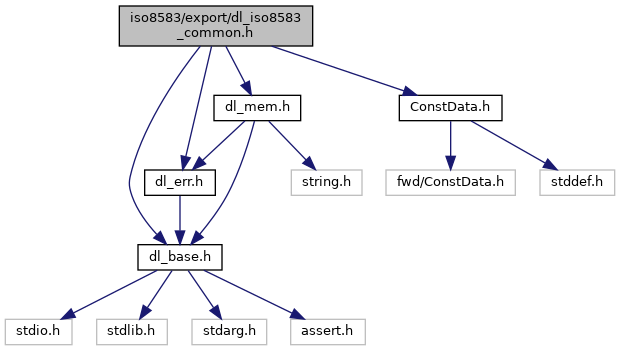 iso8583/export/dl_iso8583
_common.h
dl_mem.h
ConstData.h
dl_err.h
string.h
fwd/ConstData.h
stddef.h
dl_base.h
stdio.h
stdlib.h
stdarg.h
assert.h